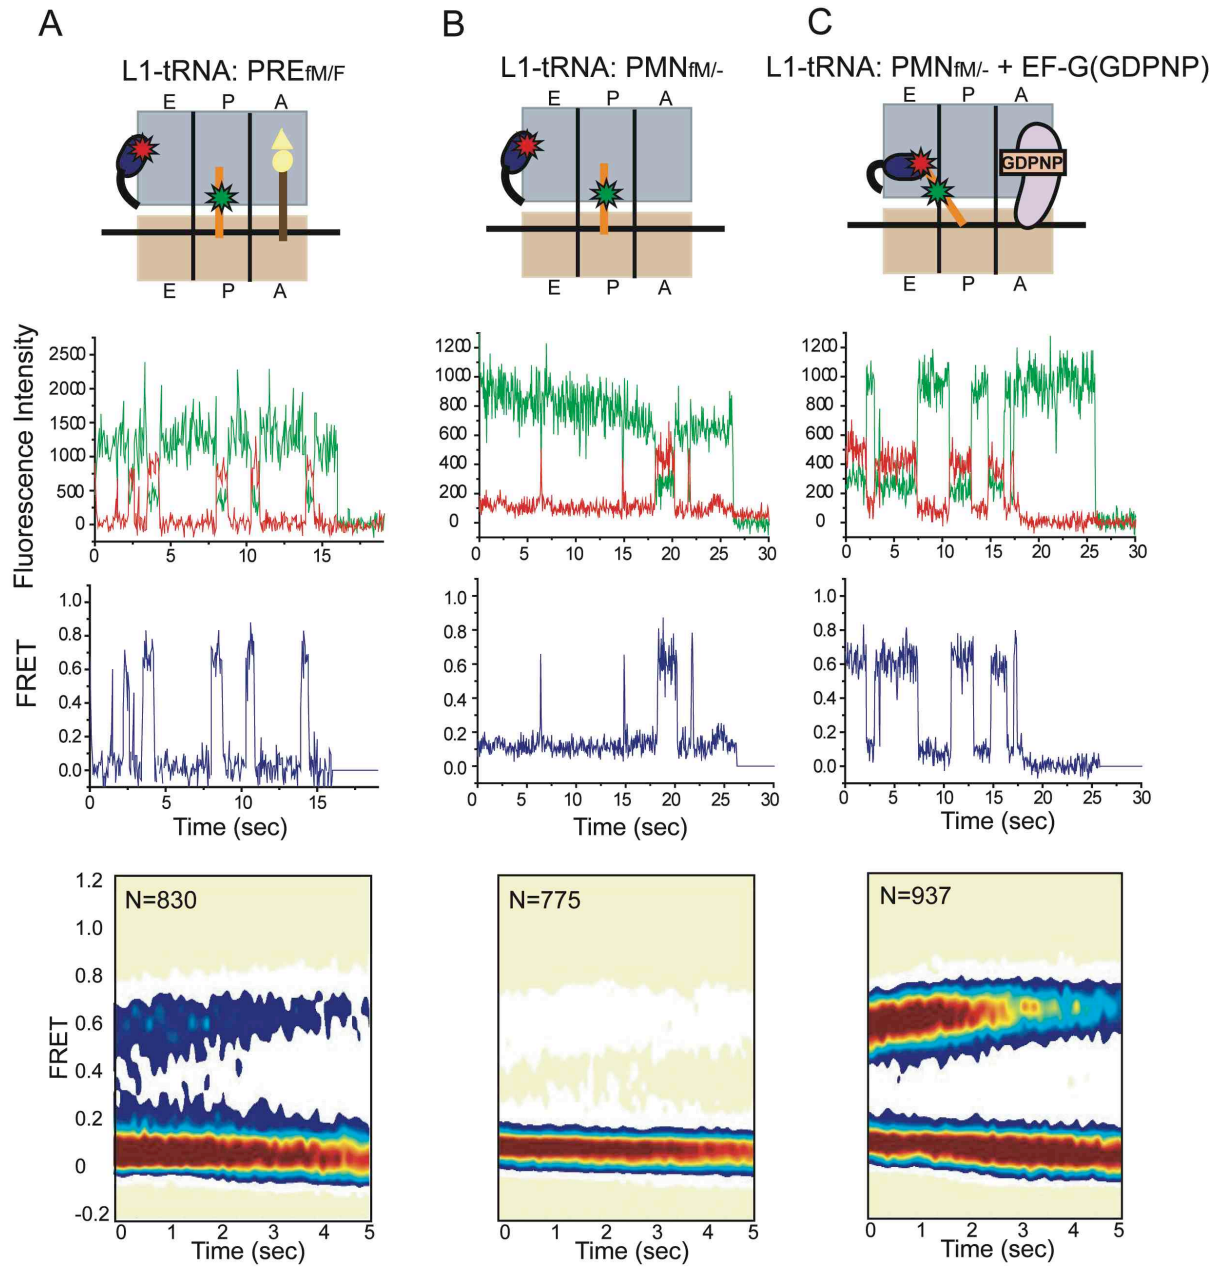 A
B
C
L1-tRNA: PREfM/F
L1-tRNA: PMNfM/-
L1-tRNA: PMNfM/- + EF-G(GDPNP)
E P A
E P A
E P A
GDPNP
E P A
E P A
E P A
Fluorescence Intensity
2500
2000
1500
1000
500
0
0 5 10 15
1200
1000
800
600
400
200
0
0 5 10 15 20 25 30
1200
1000
800
600
400
200
0
0 5 10 15 20 25 30
FRET
1.0
0.8
0.6
0.4
0.2
0.0
0 5 10 15
Time (sec)
1.0
0.8
0.6
0.4
0.2
0.0
0 5 10 15 20 25 30
Time (sec)
1.0
0.8
0.6
0.4
0.2
0.0
0 5 10 15 20 25 30
Time (sec)
FRET
1.2
1.0
0.8
0.6
0.4
0.2
0
-0.2
N=830
0 1 2 3 4 5
Time (sec)
N=775
0 1 2 3 4 5
Time (sec)
N=937
0 1 2 3 4 5
Time (sec)